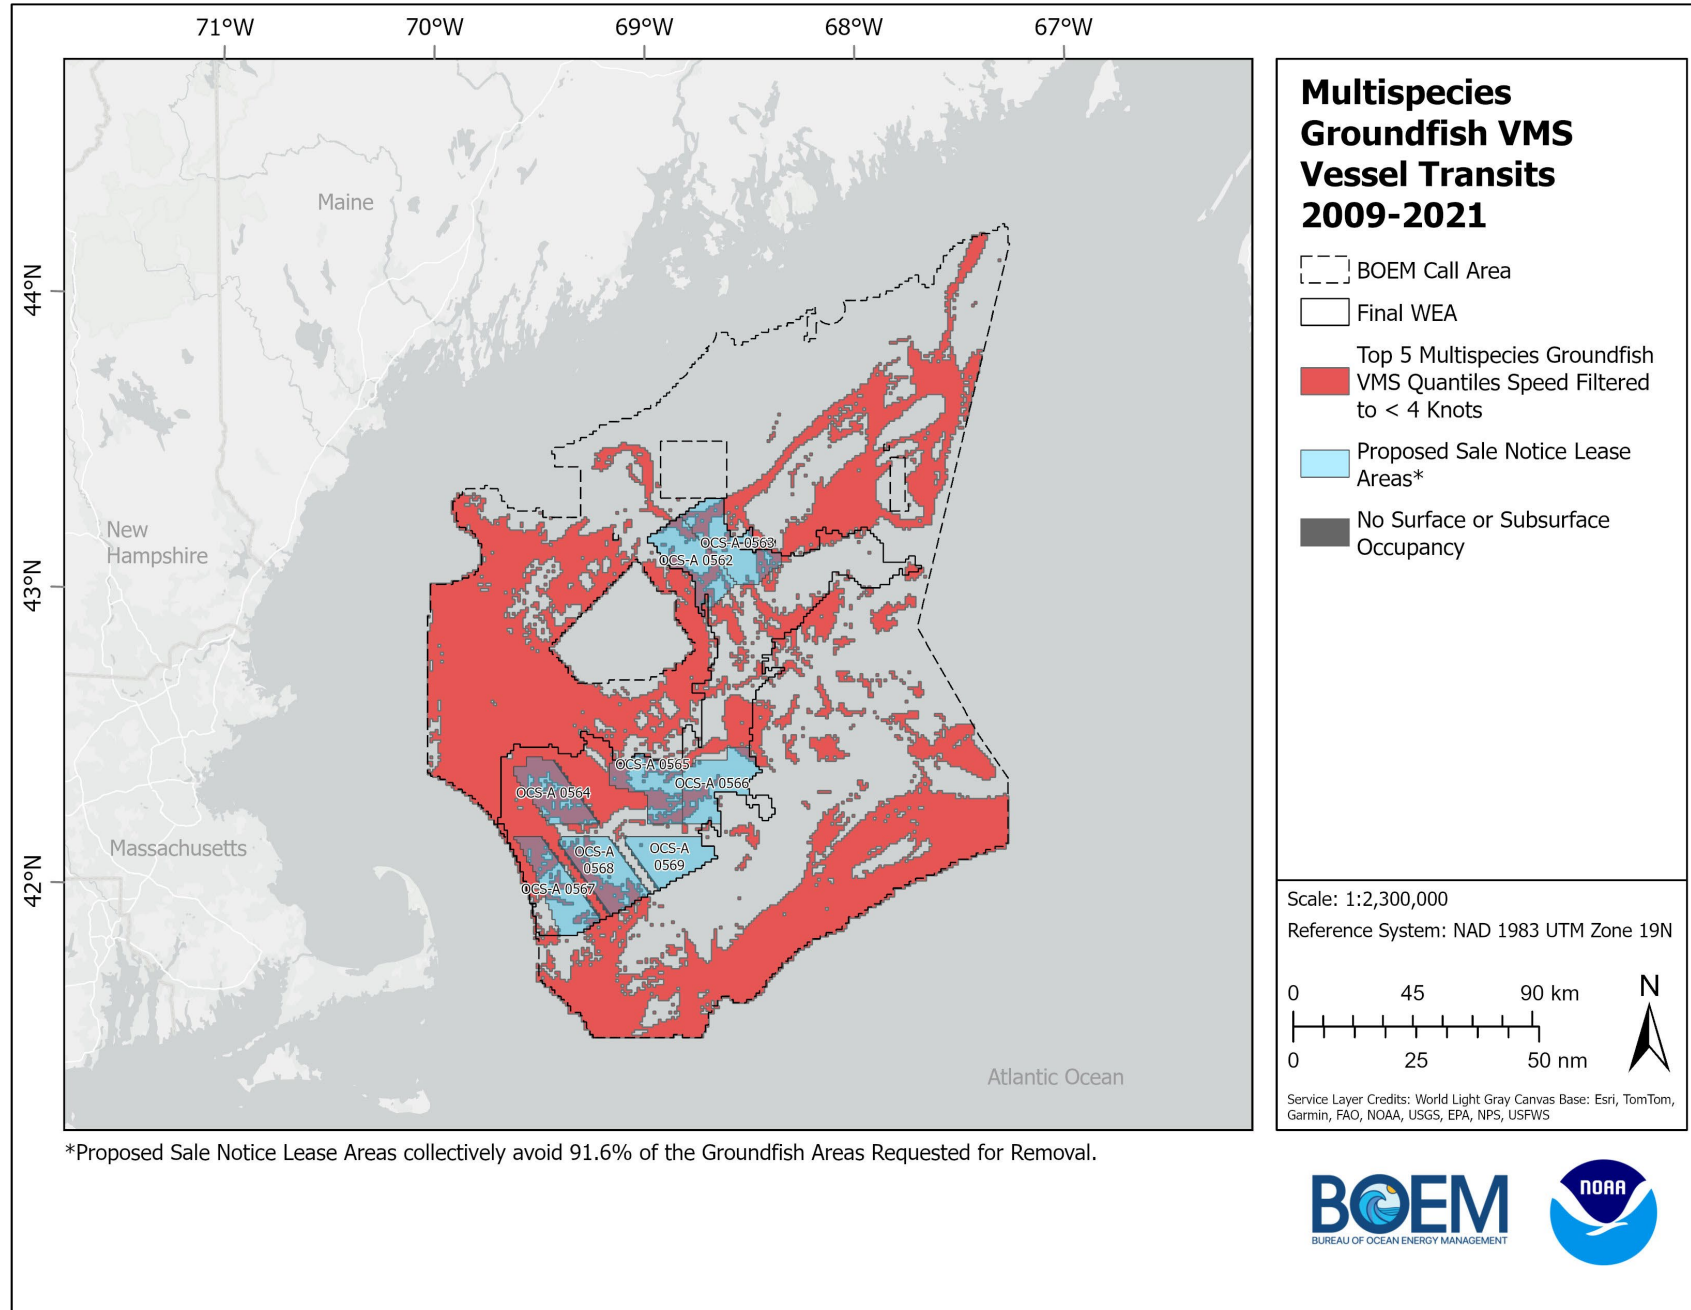 71°W
70°W
69°W
68°W
67°W
44°N
43°N
42°N
Maine
New
Hampshire
Massachusetts
Atlantic Ocean
OCS-A 0563
OCS-A 0562
OCS-A 0565
OCS-A 0566
OCS-A 0564
OCS-A
0568
OCS-A
0569
OCS-A 0567
Multispecies
Groundfish VMS
Vessel Transits
2009-2021
BOEM Call Area
Final WEA
Top 5 Multispecies Groundfish
VMS Quantiles Speed Filtered
to < 4 Knots
Proposed Sale Notice Lease
Areas*
No Surface or Subsurface
Occupancy
Scale: 1:2,300,000
Reference System: NAD 1983 UTM Zone 19N
0 45 90 km
0 25 50 nm
N
Service Layer Credits: World Light Gray Canvas Base: Esri, TomTom,
Garmin, FAO, NOAA, USGS, EPA, NPS, USFWS
*Proposed Sale Notice Lease Areas collectively avoid 91.6% of the Groundfish Areas Requested for Removal.
BOEM
BUREAU OF OCEAN ENERGY MANAGEMENT
NOAA